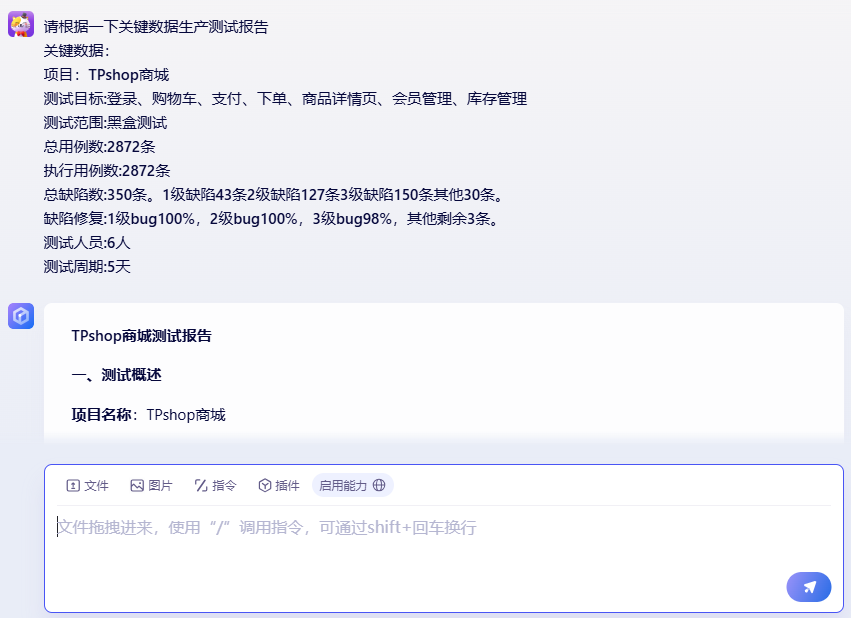 请根据一下关键数据生产测试报告
关键数据：
项目：TPshop商城
测试目标:登录、购物车、支付、下单、商品详情页、会员管理、库存管理
测试范围:黑盒测试
总用例数:2872条
执行用例数:2872条
总缺陷数:350条。1级缺陷43条2级缺陷127条3级缺陷150条其他30条。
缺陷修复:1级bug100%，2级bug100%，3级bug98%，其他剩余3条。
测试人员:6人
测试周期:5天
TPshop商城测试报告
一、测试概述
项目名称：TPshop商城
文件 图片 指令 插件 启用能力
文件拖拽进来，使用“/”调用指令，可通过shift+回车换行